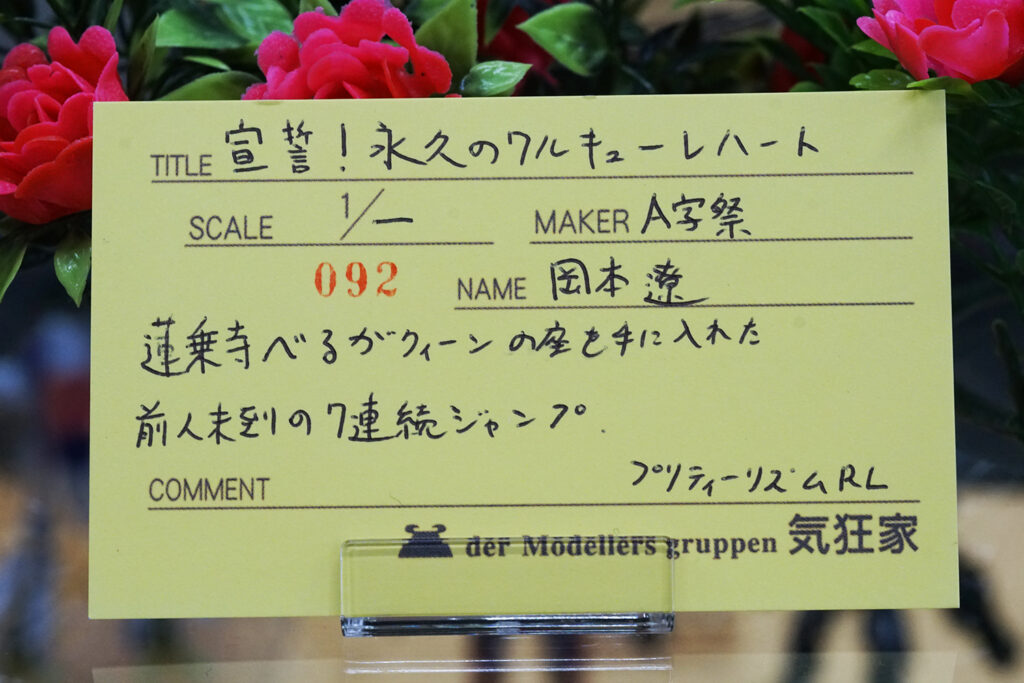 TITLE 宣誓!永久のワルキューレハート
SCALE 1/一 MAKER A字祭
092 NAME 岡本遼
蓮乗寺べるがクィーンの座を手に入れた
前人未到の7連続ジャンプ.
プリティーリズムRL
COMMENT
der Modellers gruppen 気狂家